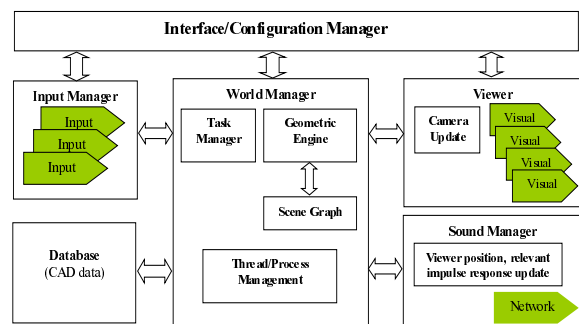 Interface/Configuration Manager
Input Manager
Input
Input
Input
World Manager
Task
Manager
Geometric
Engine
Scene Graph
Thread/Process
Management
Viewer
Camera
Update
Visual
Visual
Visual
Visual
Database
(CAD data)
Sound Manager
Viewer position, relevant
impulse response update
Network